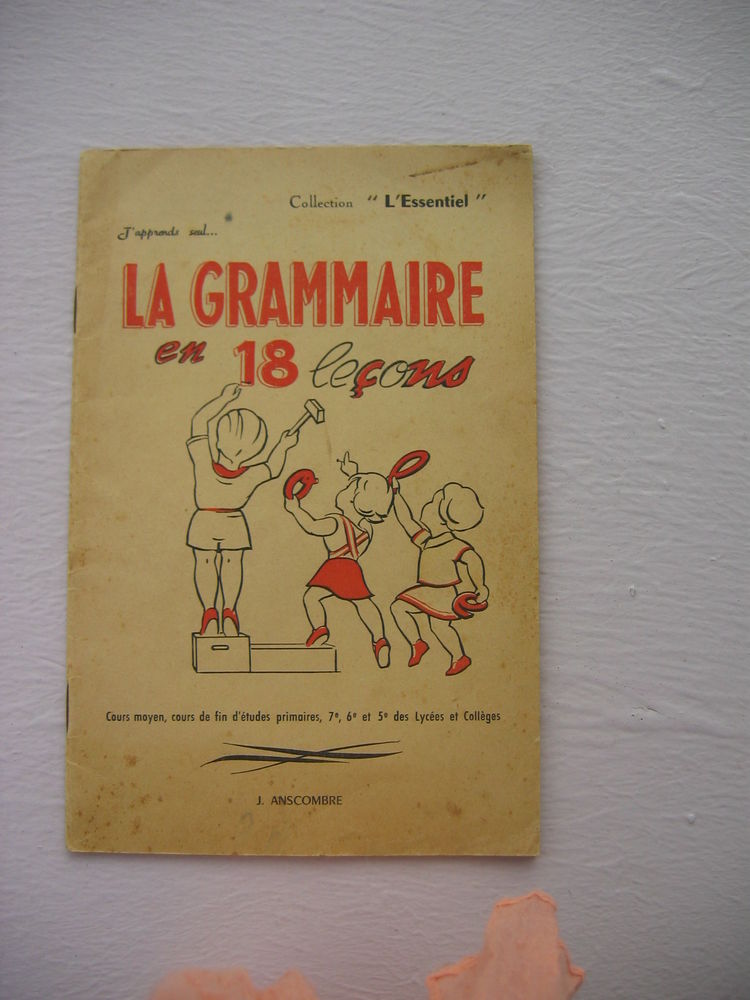 Collection " L'Essentiel "
J'apprends seul...
LA GRAMMAIRE
en 18 leçons
Cours moyen, cours de fin d'études primaires, 7e, 6e et 5e des Lycées et Collèges
J. ANSCOMBRE